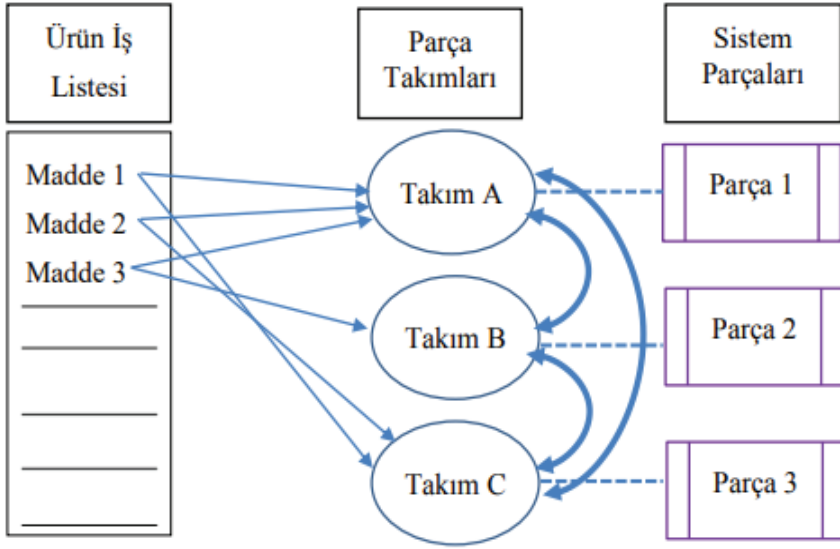 Ürün İş
Listesi
Parça
Takımları
Sistem
Parçaları
Madde 1
Madde 2
Madde 3
Takım A
Takım B
Takım C
Parça 1
Parça 2
Parça 3